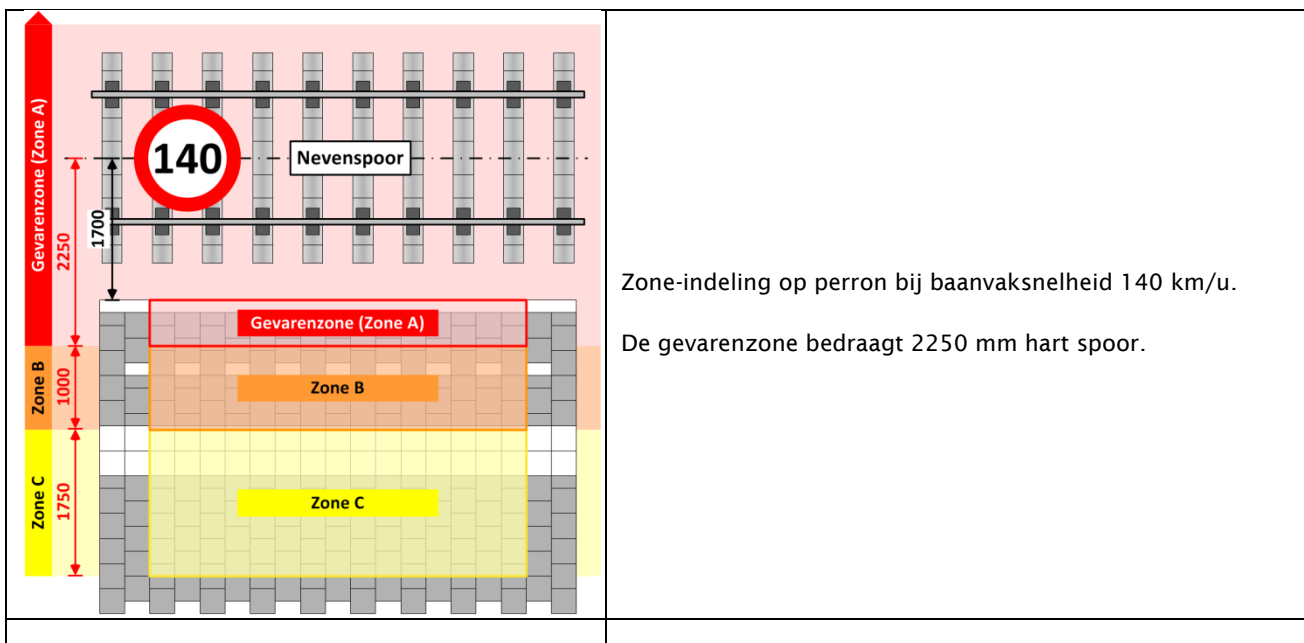 Gevarenzone (Zone A)
2250
1700
140
Nevenspoor
Gevarenzone (Zone A)
Zone B
1000
Zone B
Zone C
1750
Zone C
Zone-indeling op perron bij baanvaksnelheid 140 km/u.
De gevarenzone bedraagt 2250 mm hart spoor.